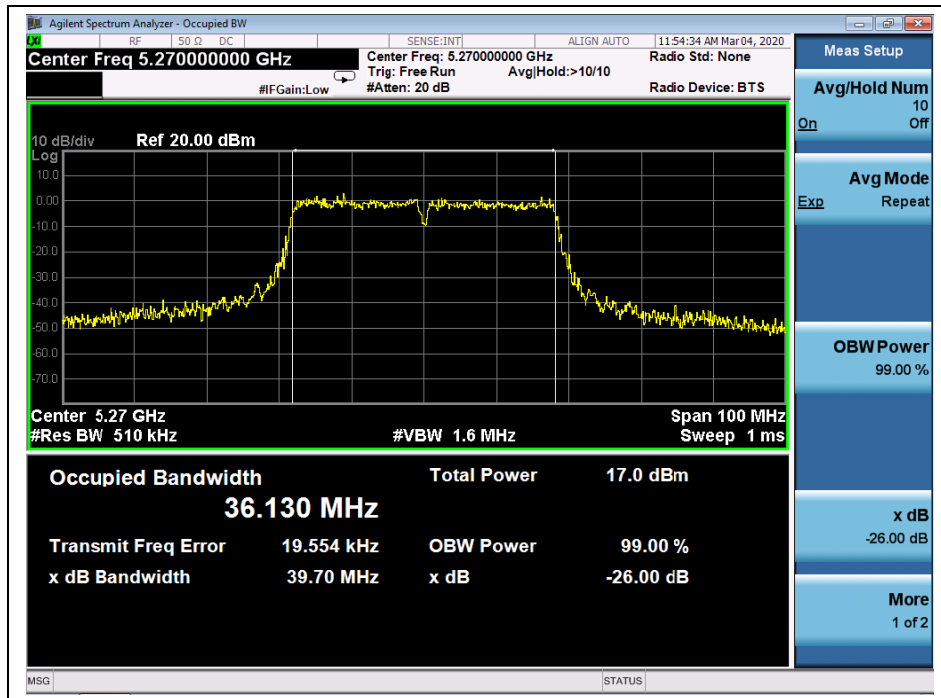 Agilent Spectrum Analyzer - Occupied BW
LXI RF 50 Ω DC SENSE:INT ALIGN AUTO 11:54:34 AM Mar 04, 2020
Center Freq 5.270000000 GHz
Center Freq: 5.270000000 GHz
Radio Std: None
Trig: Free Run Avg|Hold:>10/10
#IFGain:Low
#Atten: 20 dB
Radio Device: BTS
10 dB/div Ref 20.00 dBm
Log
10.0
0.00
-10.0
-20.0
-30.0
-40.0
-50.0
-60.0
-70.0
Center 5.27 GHz Span 100 MHz
#Res BW 510 kHz #VBW 1.6 MHz Sweep 1 ms
Occupied Bandwidth Total Power 17.0 dBm
36.130 MHz
Transmit Freq Error 19.554 kHz OBW Power 99.00 %
x dB Bandwidth 39.70 MHz x dB -26.00 dB
MSG STATUS
Meas Setup
Avg/Hold Num
10
On Off
Avg Mode
Exp Repeat
OBW Power
99.00 %
x dB
-26.00 dB
More
1 of 2